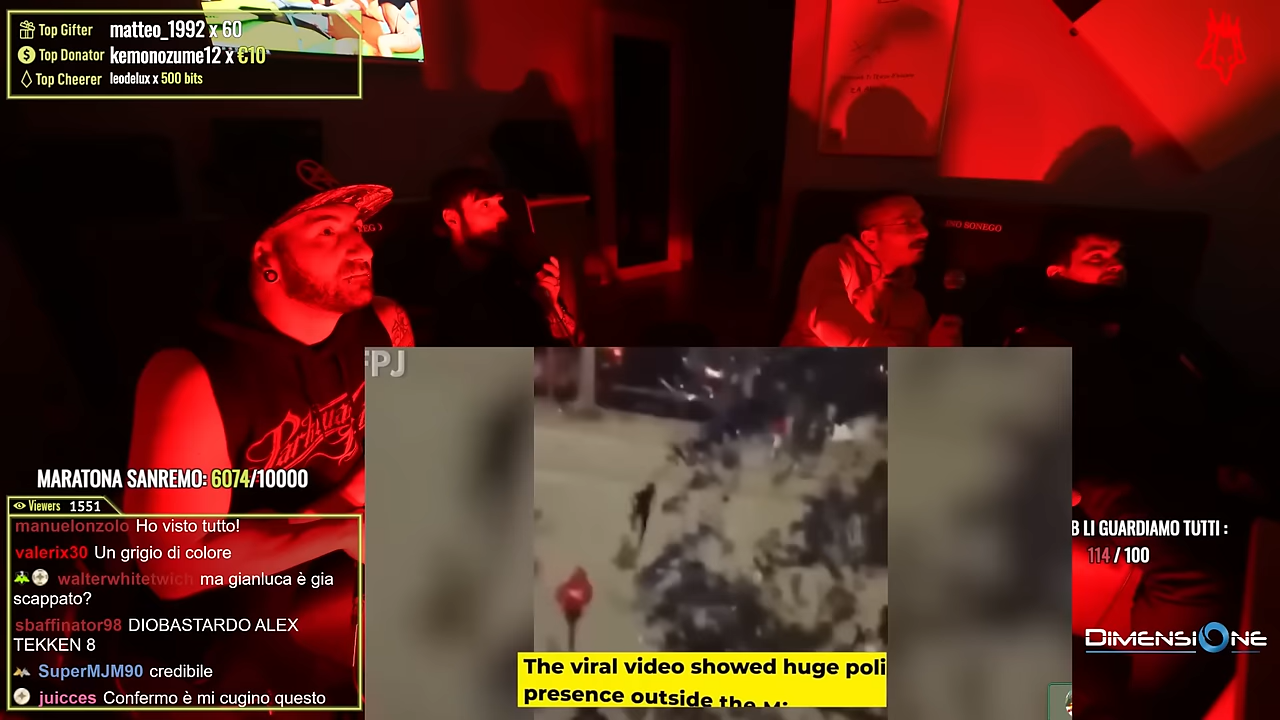 Top Gifter matteo_1992 x 60
Top Donator kemonozume12 x €10
Top Cheerer leodelux x 500 bits
SONEGO
FPJ
MARATONA SANREMO: 6074/10000
Viewers 1551
manuelonzolo Ho visto tutto!
valerix30 Un grigio di colore
walterwhitetwich ma gianluca è gia
scappato?
sbaffinator98 DIOBASTARDO ALEX
TEKKEN 8
SuperMJM90 credibile
juicces Confermo è mi cugino questo
The viral video showed huge poli
presence outside the
B LI GUARDIAMO TUTTI :
114 / 100
DIMENSIONE